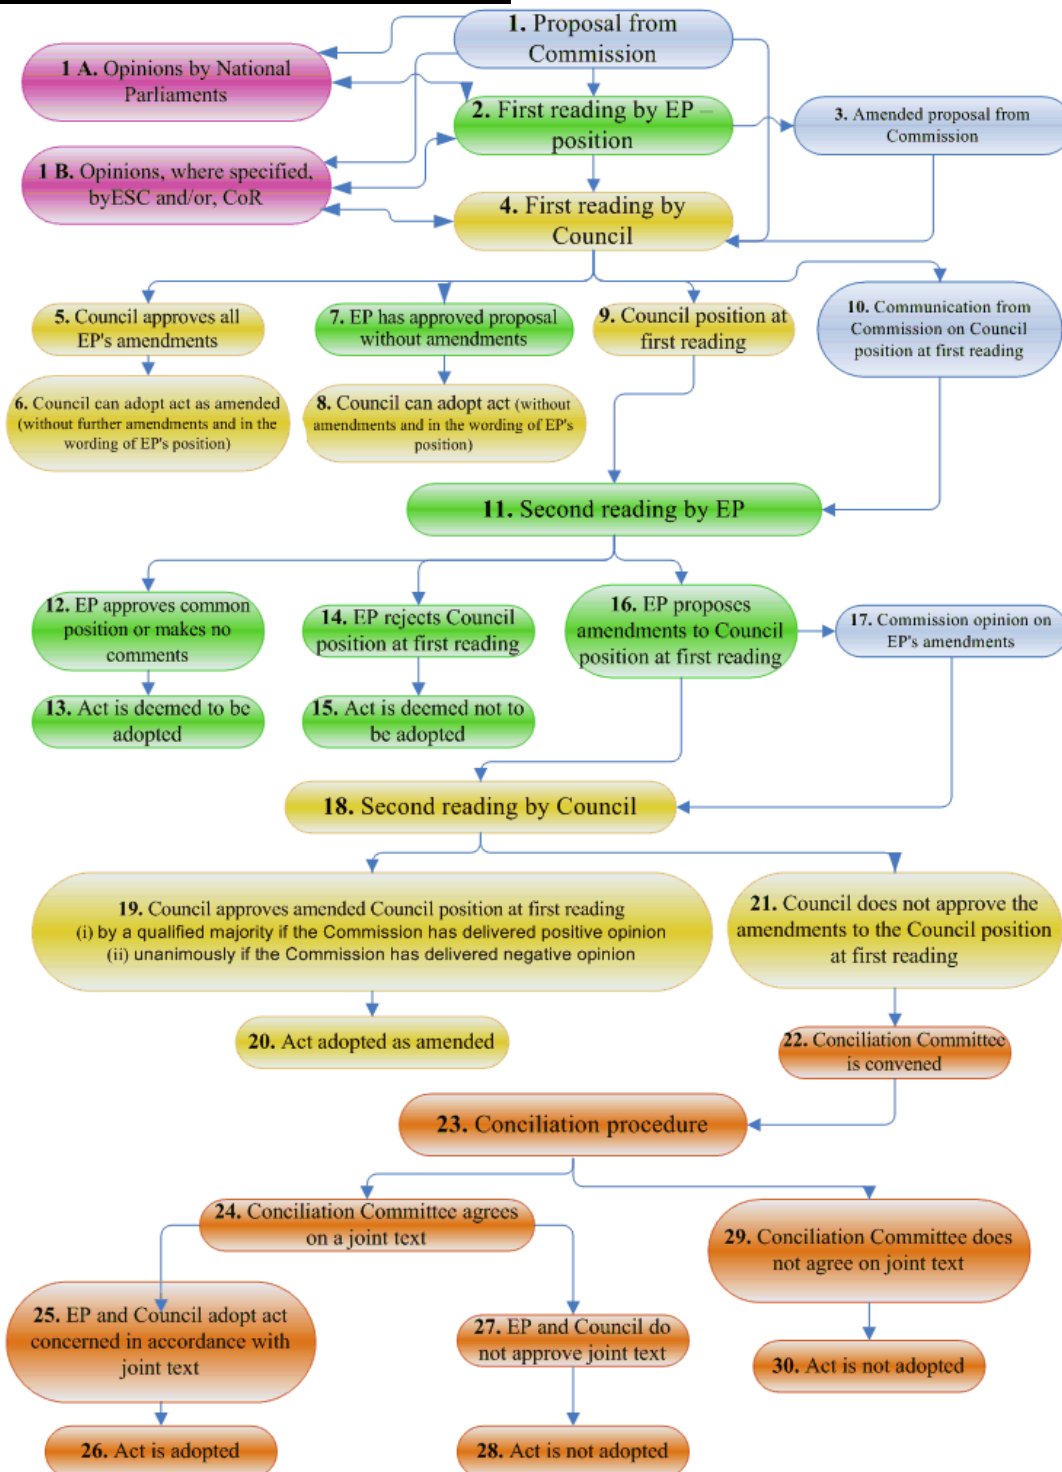 1. Proposal from
Commission
1 A. Opinions by National
Parliaments
2. First reading by EP –
position
3. Amended proposal from
Commission
1 B. Opinions, where specified,
byESC and/or, CoR
4. First reading by
Council
5. Council approves all
EP's amendments
7. EP has approved proposal
without amendments
9. Council position at
first reading
10. Communication from
Commission on Council
position at first reading
6. Council can adopt act as amended
(without further amendments and in the
wording of EP's position)
8. Council can adopt act (without
amendments and in the wording of EP's
position)
11. Second reading by EP
12. EP approves common
position or makes no
comments
14. EP rejects Council
position at first reading
16. EP proposes
amendments to Council
position at first reading
17. Commission opinion on
EP's amendments
13. Act is deemed to be
adopted
15. Act is deemed not to
be adopted
18. Second reading by Council
19. Council approves amended Council position at first reading
(i) by a qualified majority if the Commission has delivered positive opinion
(ii) unanimously if the Commission has delivered negative opinion
21. Council does not approve the
amendments to the Council position
at first reading
20. Act adopted as amended
22. Conciliation Committee
is convened
23. Conciliation procedure
24. Conciliation Committee agrees
on a joint text
29. Conciliation Committee does
not agree on joint text
25. EP and Council adopt act
concerned in accordance with
joint text
27. EP and Council do
not approve joint text
30. Act is not adopted
26. Act is adopted
28. Act is not adopted